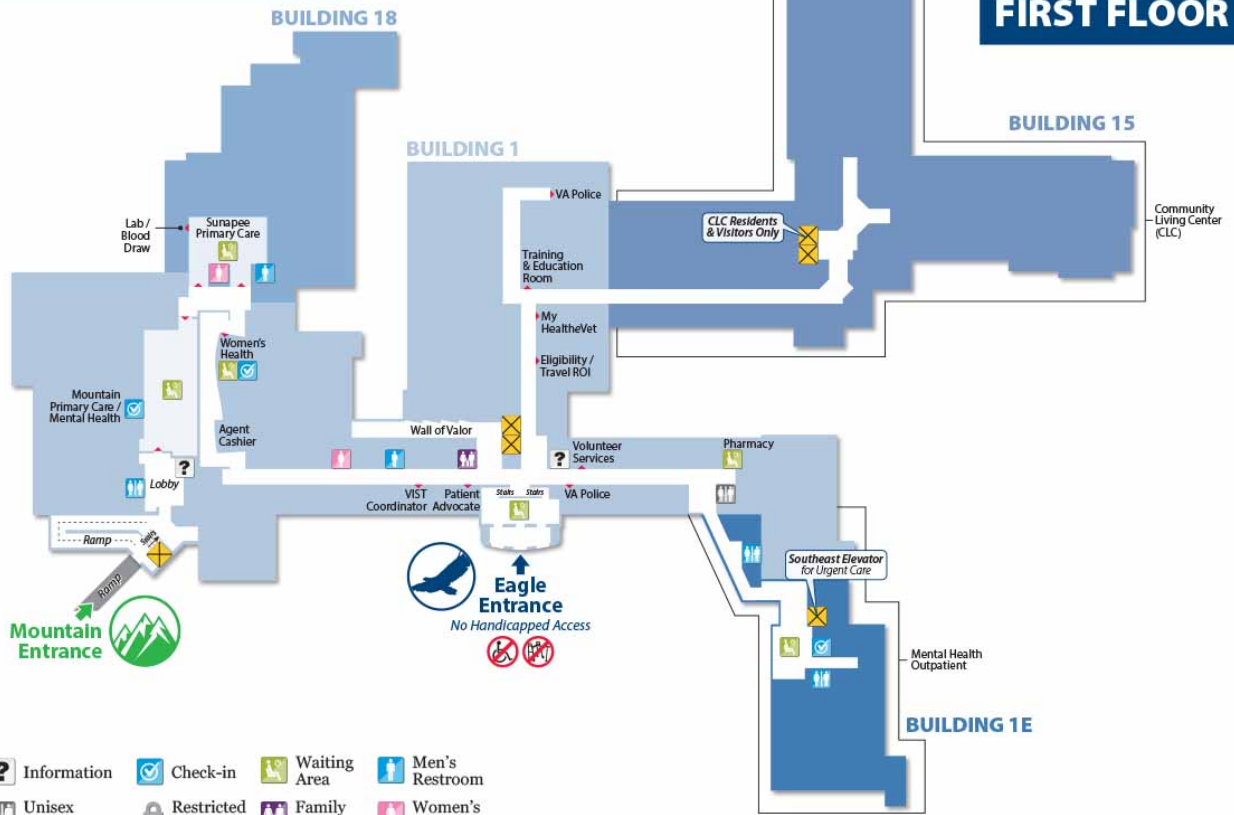 FIRST FLOOR
BUILDING 18
BUILDING 15
BUILDING 1
VA Police
Lab /
Blood
Draw
Sunapee
Primary Care
CLC Residents
& Visitors Only
Community
Living Center
(CLC)
Training
& Education
Room
My
HealtheVet
Women's
Health
Eligibility /
Travel ROI
Mountain
Primary Care /
Mental Health
Agent
Cashier
Wall of Valor
?
Volunteer
Services
Pharmacy
?
Lobby
VIST
Coordinator
Patient
Advocate
Stairs
Stairs
VA Police
Ramp
Stairs
Ramp
Southeast Elevator
for Urgent Care
Eagle
Entrance
No Handicapped Access
Mountain
Entrance
Mental Health
Outpatient
BUILDING 1E
? Information
Check-in
Waiting
Area
Men's
Restroom
Unisex
Restricted
Family
Women's